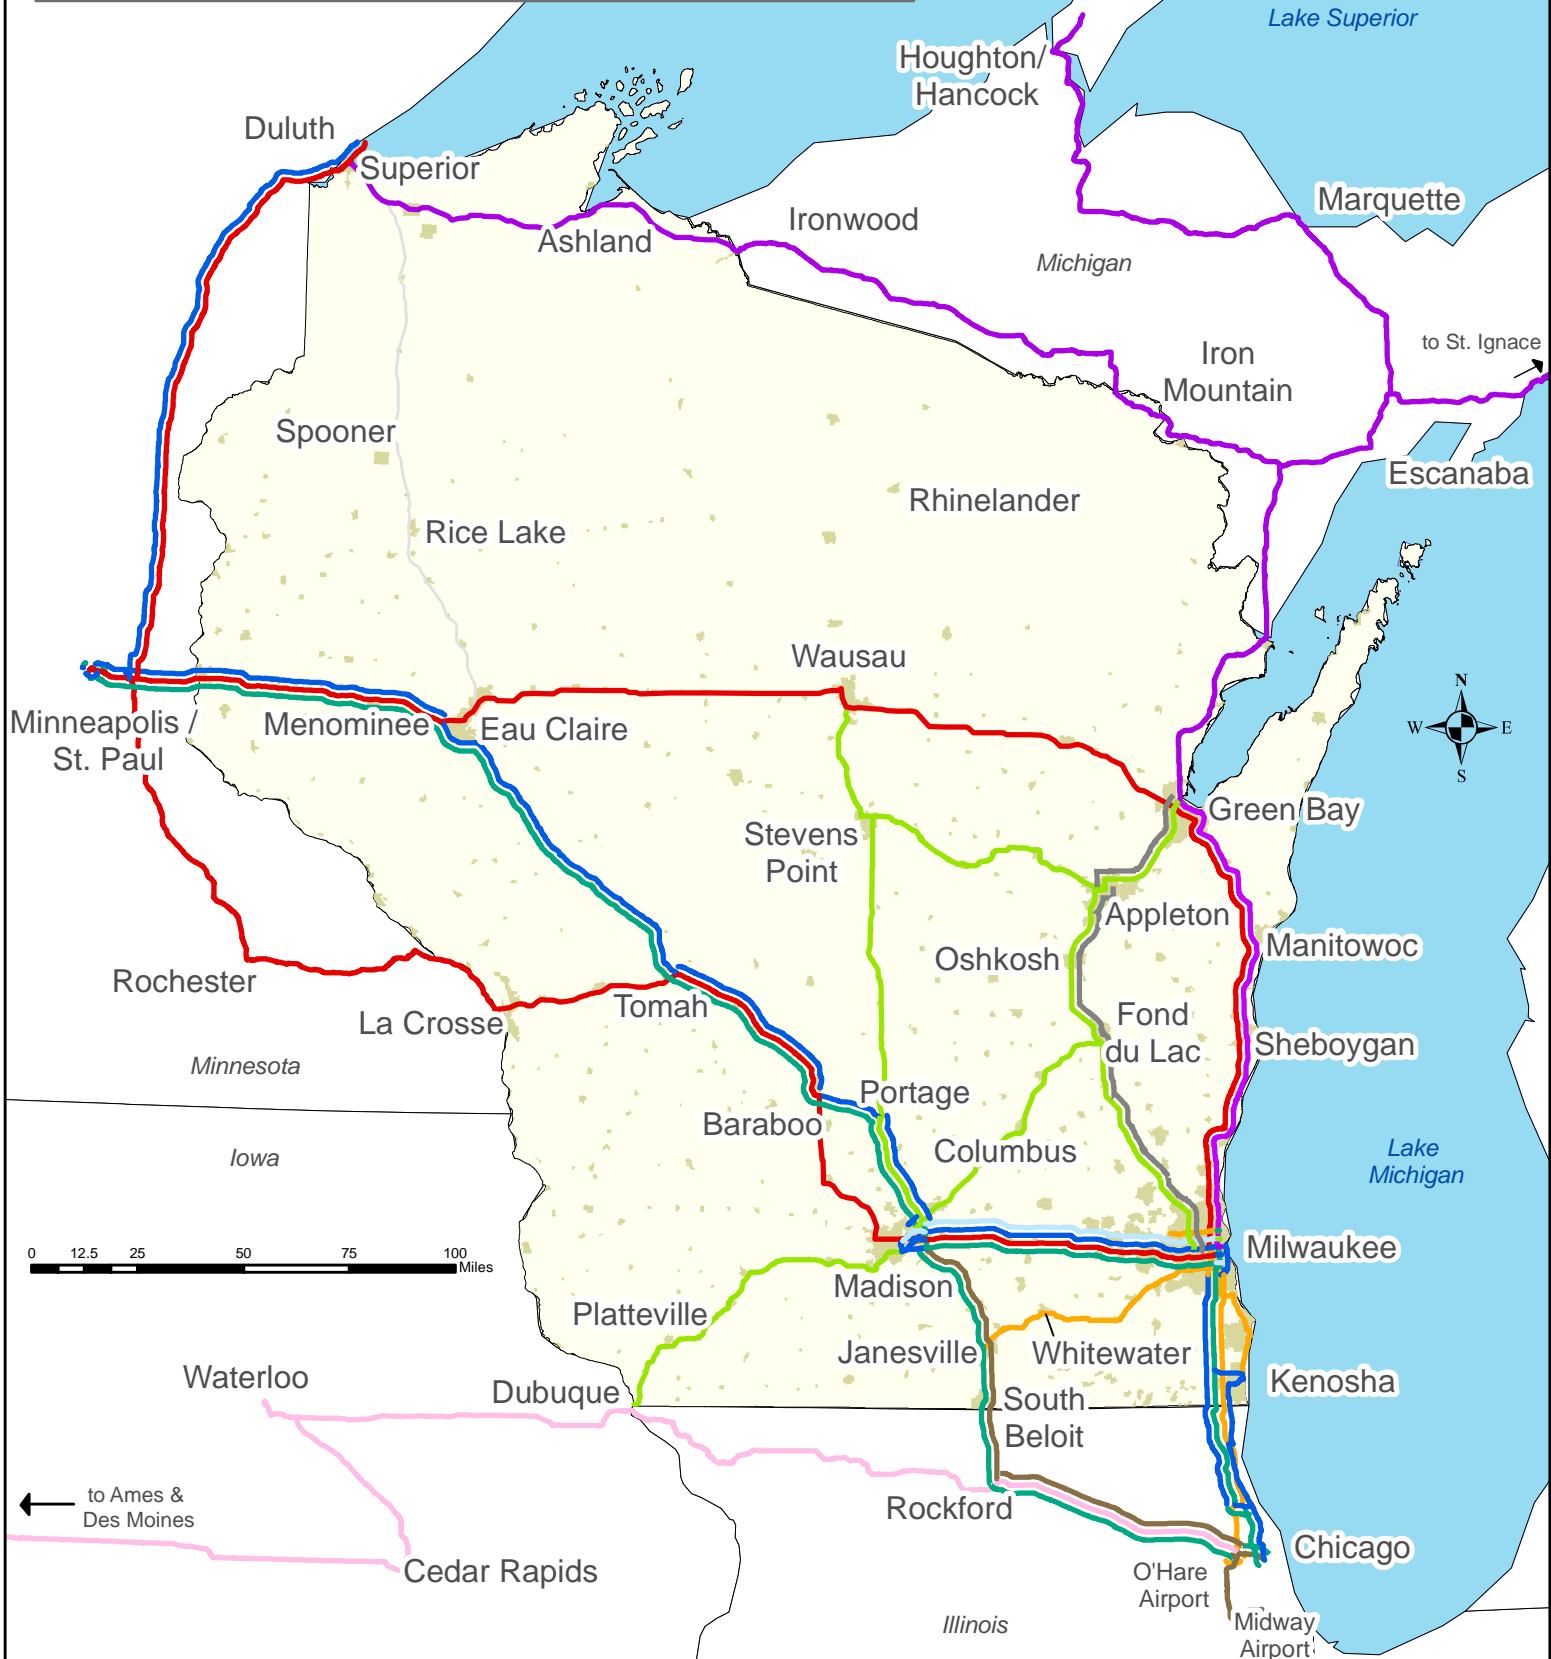 Lake Superior
Houghton/
Hancock
Duluth
Superior
Marquette
Ironwood
Ashland
Michigan
to St. Ignace
Iron
Mountain
Spooner
Escanaba
Rhinelander
Rice Lake
Wausau
N
W
E
S
Minneapolis /
St. Paul
Menominee
Eau Claire
Green Bay
Stevens
Point
Appleton
Manitowoc
Oshkosh
Rochester
Tomah
La Crosse
Fond
du Lac
Sheboygan
Minnesota
Portage
Baraboo
Columbus
Lake
Michigan
Iowa
0 12.5 25 50 75 100
Miles
Milwaukee
Madison
Platteville
Janesville
Whitewater
Waterloo
Dubuque
Kenosha
South
Beloit
to Ames &
Des Moines
Rockford
Chicago
Cedar Rapids
O'Hare
Airport
Illinois
Midway
Airport